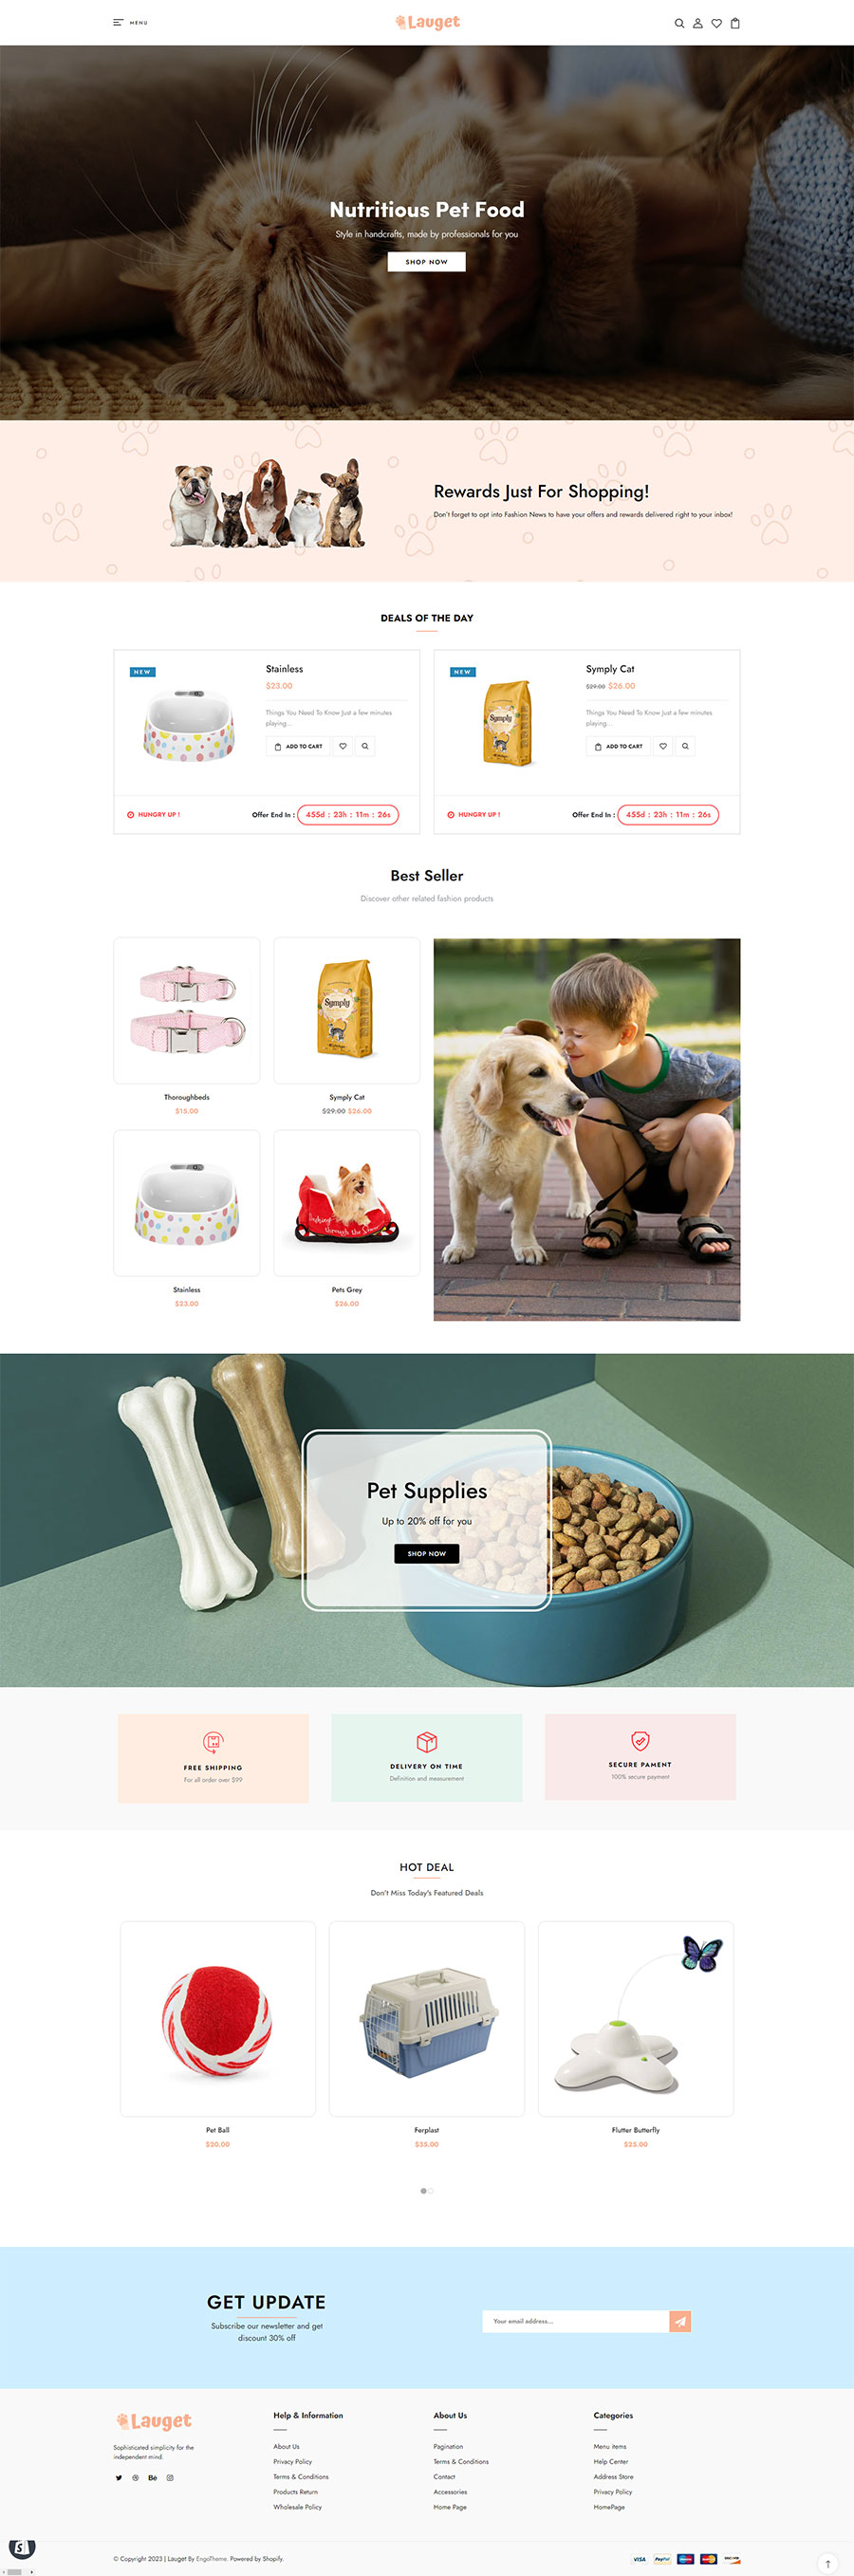 MENU
Lauget
Nutritious Pet Food
Style in handcrafts, made by professionals for you
SHOP NOW
Rewards Just For Shopping!
Don't forget to opt into Fashion News to have your offers and rewards delivered right to your inbox!
DEALS OF THE DAY
NEW
Stainless
$23.00
Things You Need To Know Just a few minutes
playing...
ADD TO CART
HUNGRY UP !
Offer End In : 455d : 23h : 11m : 26s
NEW
Symply
Symply Cat
$29.00 $26.00
Things You Need To Know Just a few minutes
playing...
ADD TO CART
HUNGRY UP !
Offer End In : 455d : 23h : 11m : 26s
Best Seller
Discover other related fashion products
Symply
Thoroughbeds
$15.00
Symply Cat
$29.00 $26.00
Dashing
through the Snow
Stainless
$23.00
Pets Grey
$26.00
Pet Supplies
Up to 20% off for you
SHOP NOW
FREE SHIPPING
For all order over $99
DELIVERY ON TIME
Definition and measurement
SECURE PAMENT
100% secure payment
HOT DEAL
Don't Miss Today's Featured Deals
Pet Ball
$20.00
Ferplast
$35.00
Flutter Butterfly
$25.00
GET UPDATE
Subscribe our newsletter and get
discount 30% off
Your email address...
Lauget
Sophisticated simplicity for the
independent mind.
Bē
Help & Information
About Us
Privacy Policy
Terms & Conditions
Products Return
Wholesale Policy
About Us
Pagination
Terms & Conditions
Contact
Accessories
Home Page
Categories
Menu items
Help Center
Address Store
Privacy Policy
HomePage
© Copyright 2023 | Lauget By EngoTheme. Powered by Shopify.
VISA
PayPal